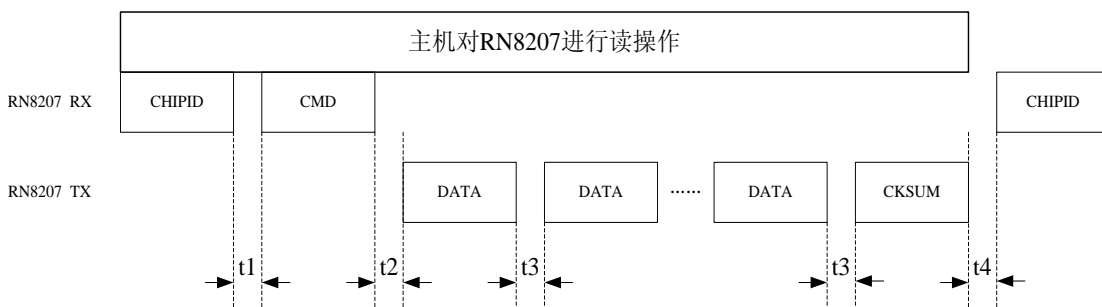 主机对RN8207进行读操作
RN8207 RX CHIPID CMD CHIPID
RN8207 TX DATA DATA ...... DATA CKSUM
t1 t2 t3 t3 t4